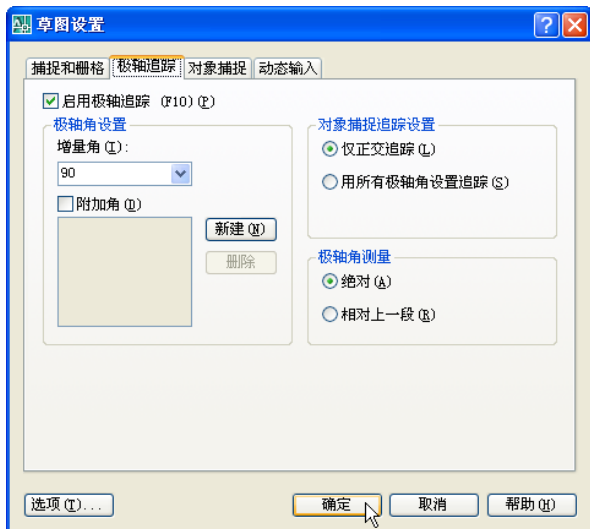 草图设置
捕捉和栅格 极轴追踪 对象捕捉 动态输入
启用极轴追踪 (F10)(P)
极轴角设置
增量角(I):
90
附加角(D)
新建(N)
删除
对象捕捉追踪设置
仅正交追踪(L)
用所有极轴角设置追踪(S)
极轴角测量
绝对(A)
相对上一段(R)
选项(T)...
确定
取消
帮助(H)